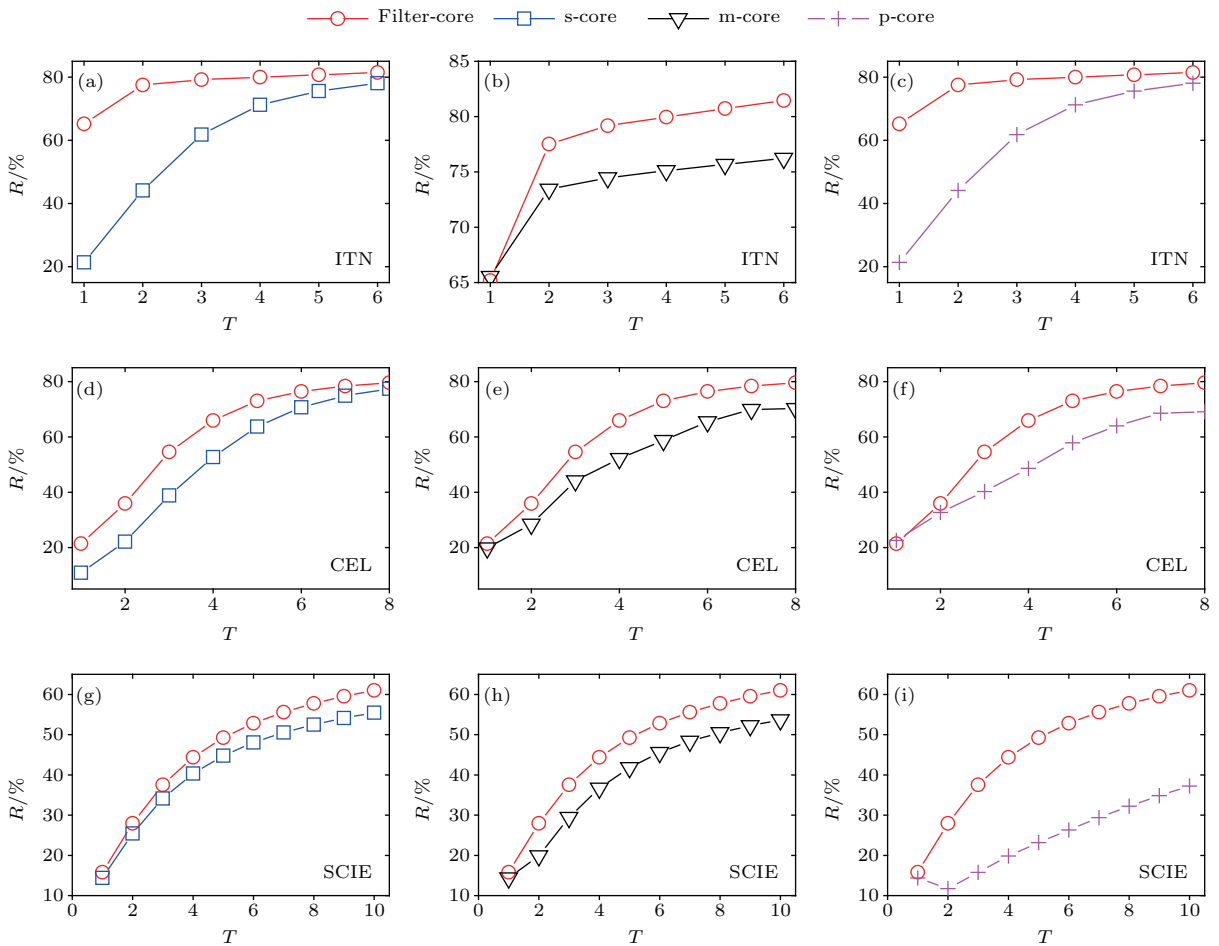 Filter-core s-core m-core p-core
(a) ITN
R/%
80
60
40
20
1 2 3 4 5 6
T
(b) ITN
R/%
85
80
75
70
65
1 2 3 4 5 6
T
(c) ITN
R/%
80
60
40
20
1 2 3 4 5 6
T
(d) CEL
R/%
80
60
40
20
2 4 6 8
T
(e) CEL
R/%
80
60
40
20
2 4 6 8
T
(f) CEL
R/%
80
60
40
20
2 4 6 8
T
(g) SCIE
R/%
60
50
40
30
20
10
0 2 4 6 8 10
T
(h) SCIE
R/%
60
50
40
30
20
10
0 2 4 6 8 10
T
(i) SCIE
R/%
60
50
40
30
20
10
0 2 4 6 8 10
T